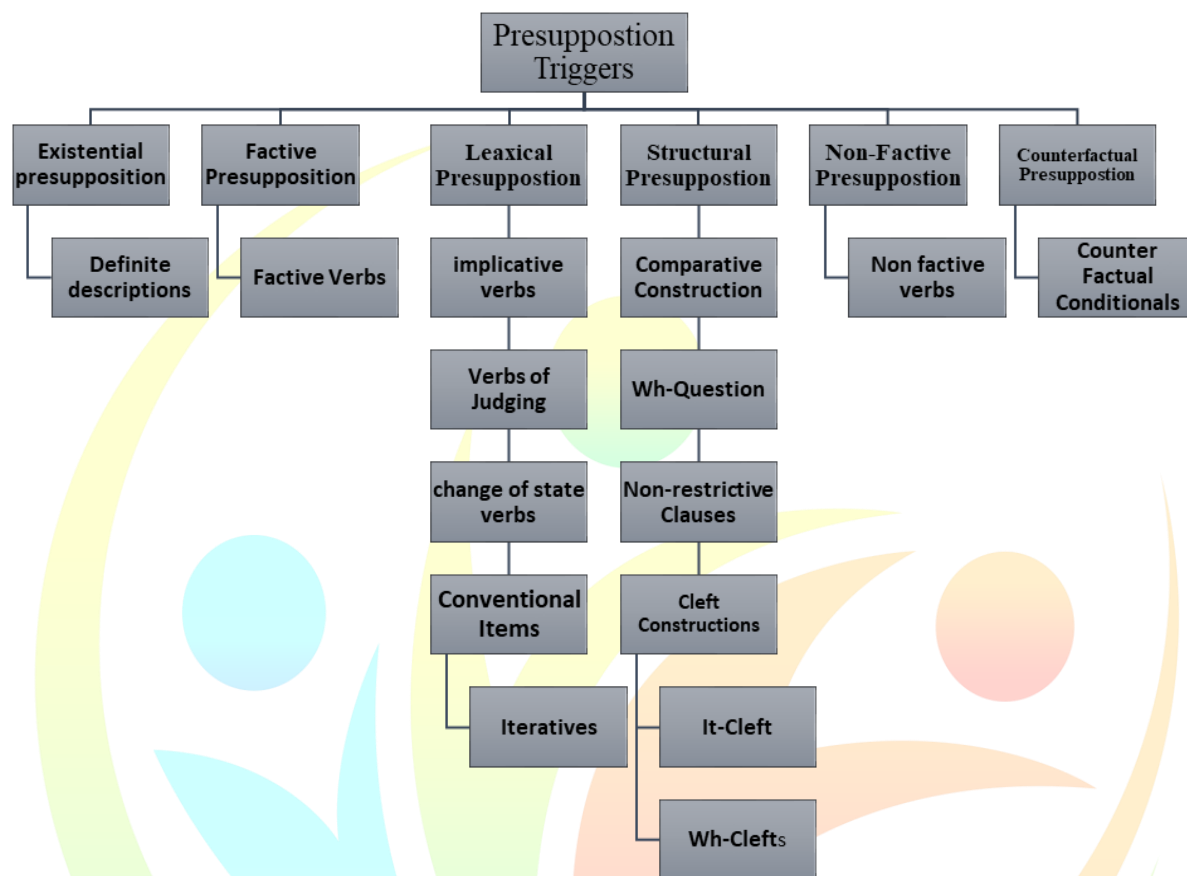 Presuppostion
Triggers
Existential
presupposition
Factive
Presupposition
Leaxical
Presuppostion
Structural
Presuppostion
Non-Factive
Presuppostion
Counterfactual
Presuppostion
Definite
descriptions
Factive Verbs
implicative
verbs
Comparative
Construction
Non factive
verbs
Counter
Factual
Conditionals
Verbs of
Judging
Wh-Question
change of state
verbs
Non-restrictive
Clauses
Conventional
Items
Cleft
Constructions
Iteratives
It-Cleft
Wh-Clefts